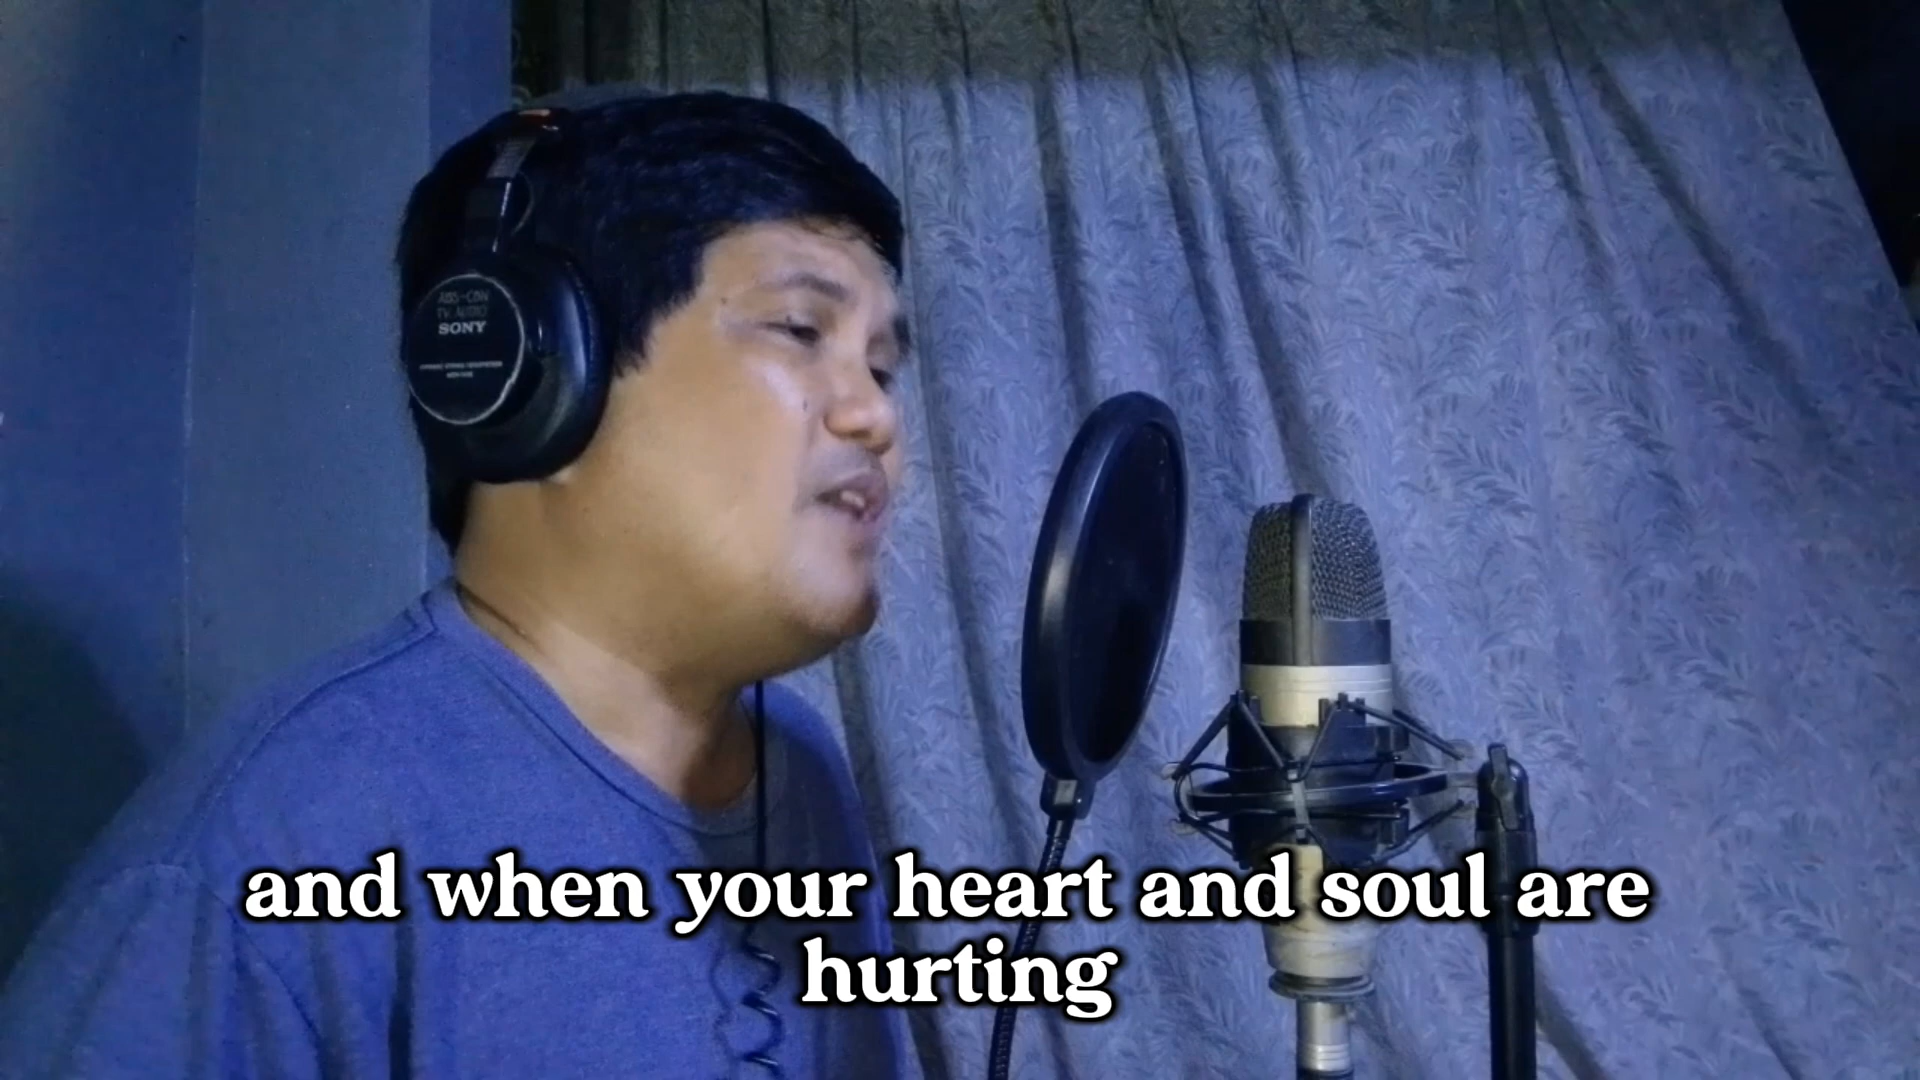 ABS-CBN
TV AUDIO
SONY
and when your heart and soul are
hurting